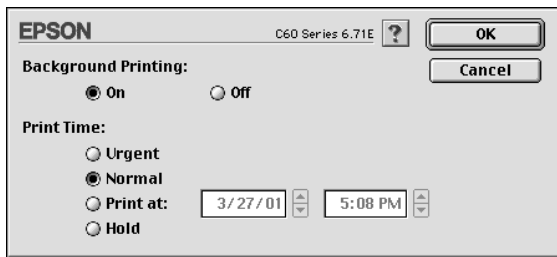 EPSON C60 Series 6.71E ? OK
Background Printing: Cancel
On Off
Print Time:
Urgent
Normal
Print at: 3/27/01 5:08 PM
Hold